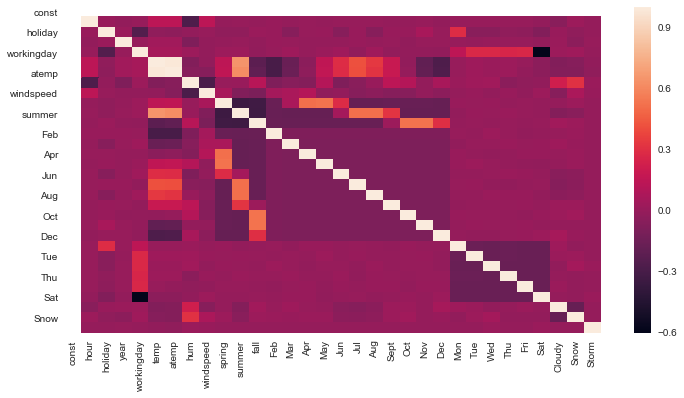 const
holiday
workingday
atemp
windspeed
summer
Feb
Apr
Jun
Aug
Oct
Dec
Tue
Thu
Sat
Snow
const
hour
holiday
year
workingday
temp
atemp
hum
windspeed
spring
summer
fall
Feb
Mar
Apr
May
Jun
Jul
Aug
Sept
Oct
Nov
Dec
Mon
Tue
Wed
Thu
Fri
Sat
Cloudy
Snow
Storm
0.9
0.6
0.3
0.0
−0.3
−0.6